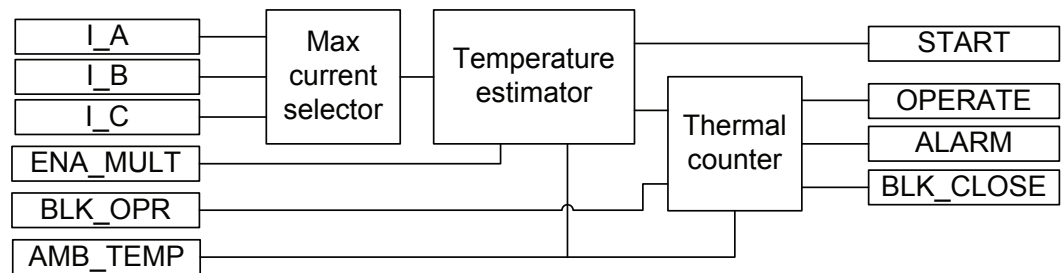 I_A
I_B
I_C
ENA_MULT
BLK_OPR
AMB_TEMP
Max
current
selector
Temperature
estimator
Thermal
counter
START
OPERATE
ALARM
BLK_CLOSE